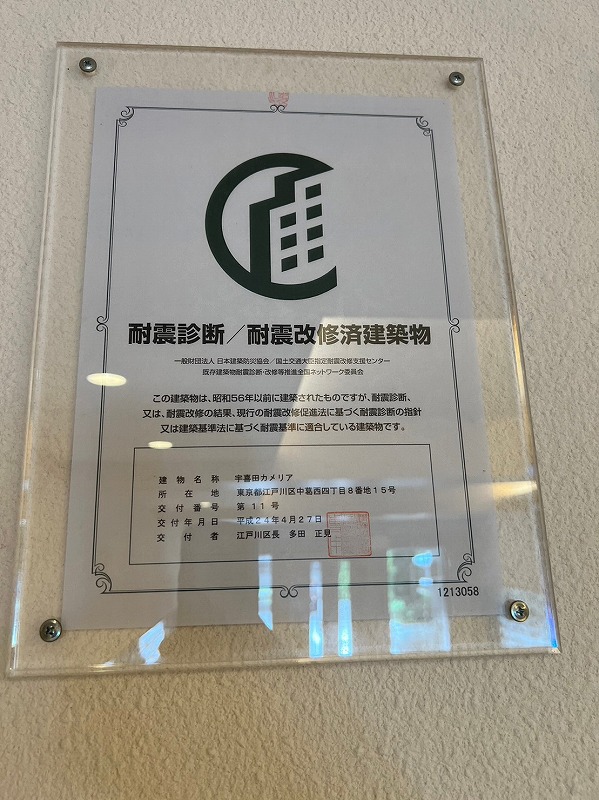 耐震診断／耐震改修済建築物
一般財団法人 日本建築防災協会／国土交通大臣指定耐震改修支援センター
既存建築物耐震診断・改修等推進全国ネットワーク委員会
この建築物は、昭和56年以前に建築されたものですが、耐震診断、
又は、耐震改修の結果、現行の耐震改修促進法に基づく耐震診断の指針
又は建築基準法に基づく耐震基準に適合している建築物です。
建物名称 宇喜田カメリア
所在地 東京都江戸川区中葛西四丁目8番地15号
交付番号 第11号
交付年月日 平成24年4月27日
交付者 江戸川区長 多田 正見
1213058